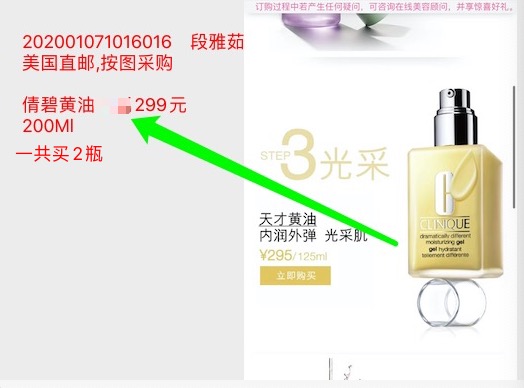 订购过程中若产生任何疑问，可咨询在线美容顾问，并享惊喜好礼。
202001071016016 段雅茹
美国直邮,按图采购
倩碧黄油 299元
200Ml
一共买2瓶
STEP 3光采
天才黄油
内润外弹 光采肌
¥295/125ml
立即购买
CLINIQUE
dramatically different
moisturizing gel
gel hydratant
tellement différente